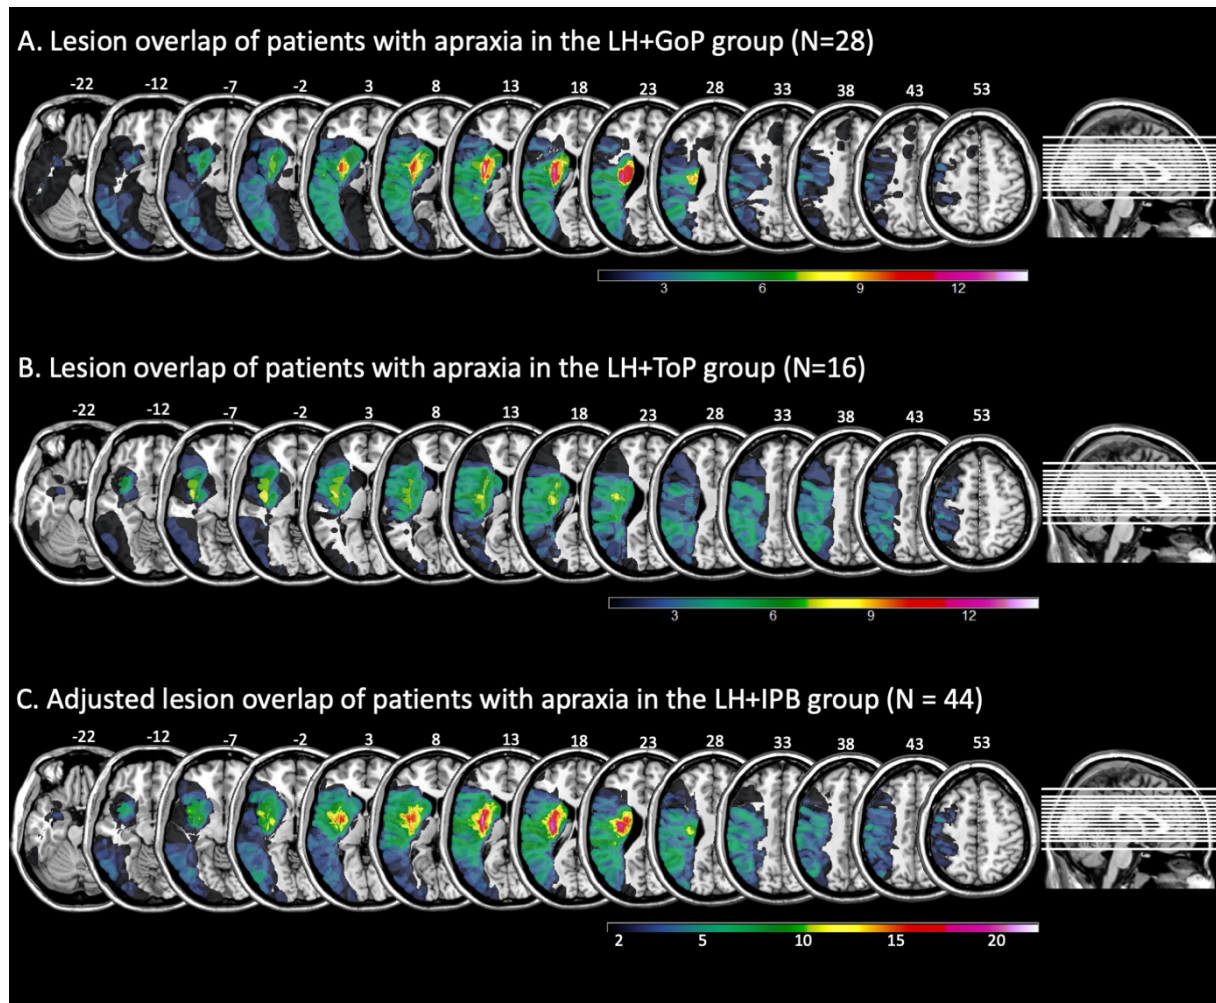 A. Lesion overlap of patients with apraxia in the LH+GoP group (N=28)
-22 -12 -7 -2 3 8 13 18 23 28 33 38 43 53
3 6 9 12
B. Lesion overlap of patients with apraxia in the LH+ToP group (N=16)
-22 -12 -7 -2 3 8 13 18 23 28 33 38 43 53
3 6 9 12
C. Adjusted lesion overlap of patients with apraxia in the LH+IPB group (N = 44)
-22 -12 -7 -2 3 8 13 18 23 28 33 38 43 53
2 5 10 15 20